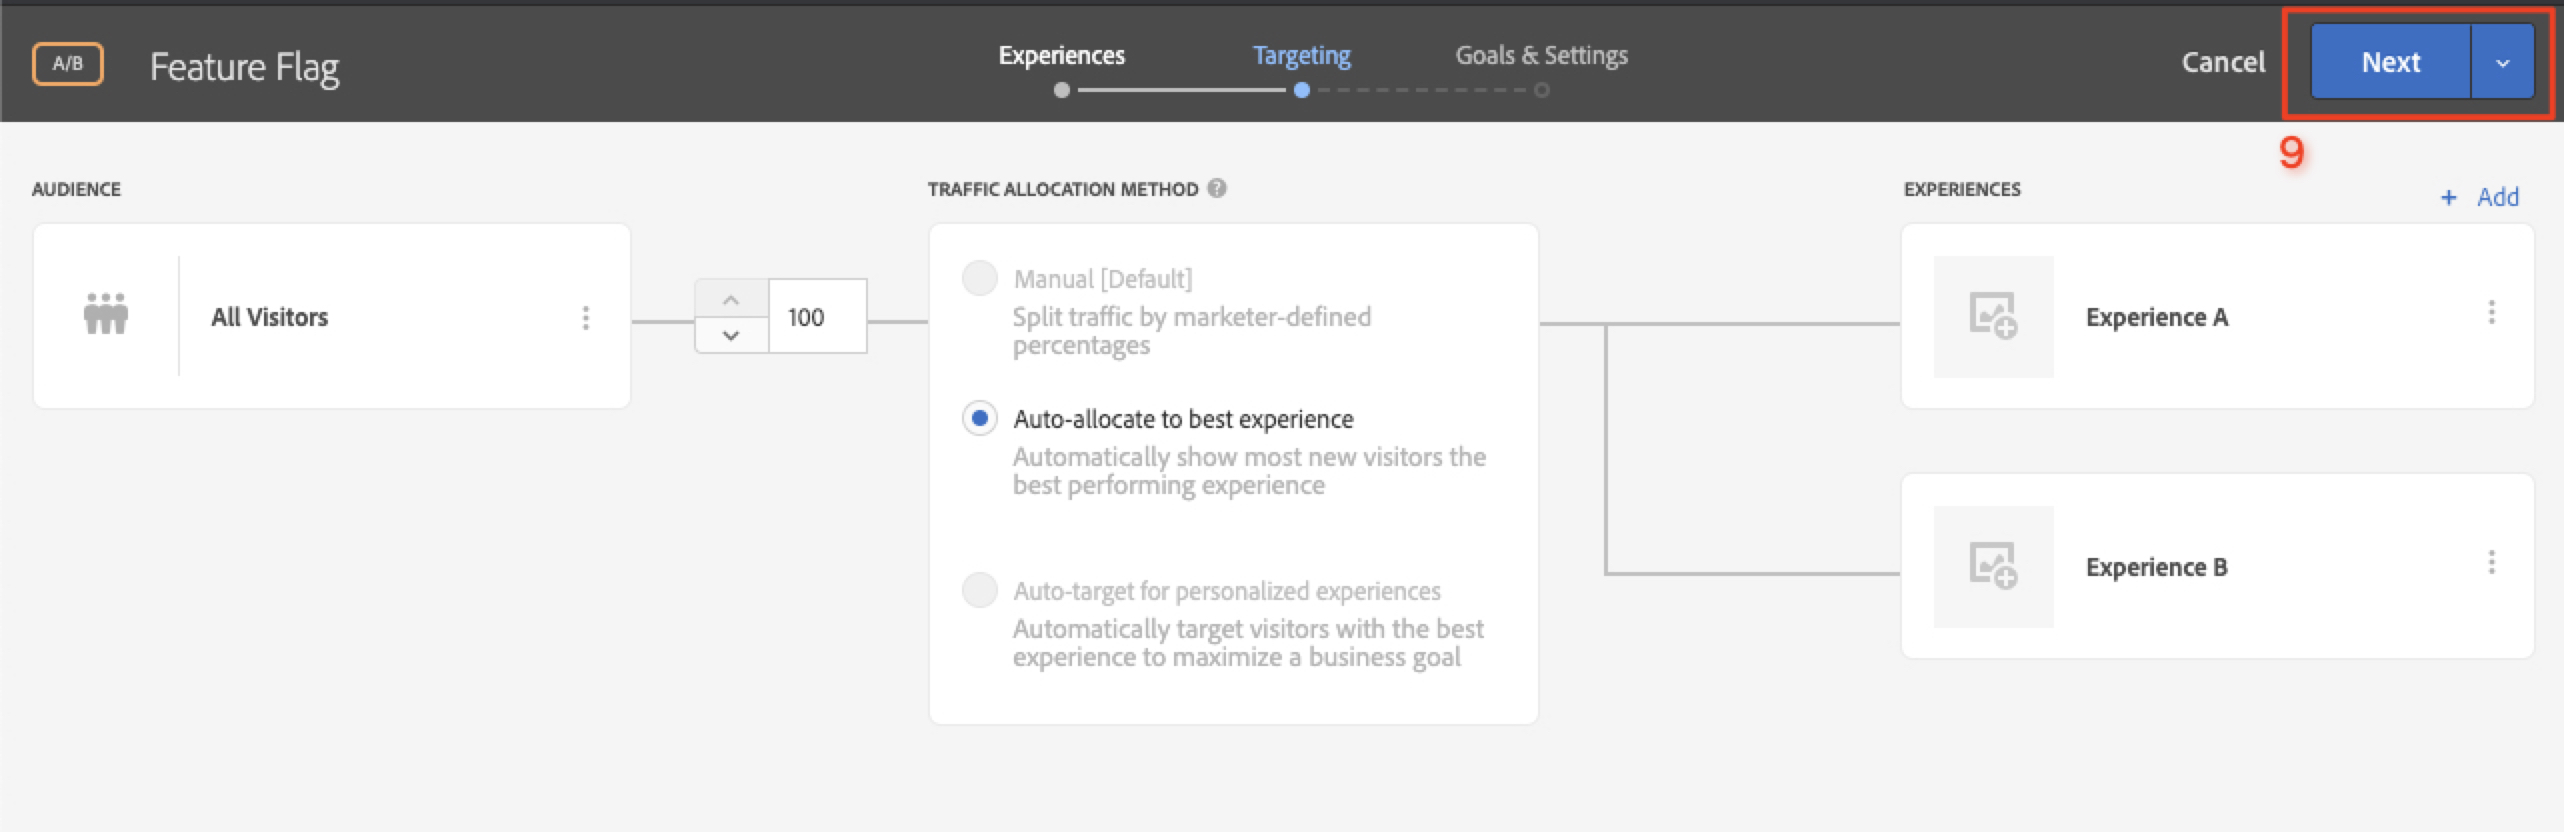 A/B
Feature Flag
Experiences
Targeting
Goals & Settings
Cancel
Next
9
AUDIENCE
TRAFFIC ALLOCATION METHOD ?
EXPERIENCES
+ Add
All Visitors
100
Manual [Default]
Split traffic by marketer-defined
percentages
Auto-allocate to best experience
Automatically show most new visitors the
best performing experience
Auto-target for personalized experiences
Automatically target visitors with the best
experience to maximize a business goal
Experience A
Experience B